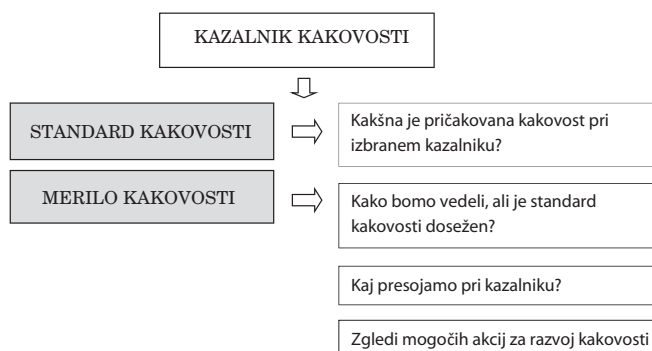 KAZALNIK KAKOVOSTI
STANDARD KAKOVOSTI
Kakšna je pričakovana kakovost pri
izbranem kazalniku?
MERILO KAKOVOSTI
Kako bomo vedeli, ali je standard
kakovosti dosežen?
Kaj presojamo pri kazalniku?
Zgledi mogočih akcij za razvoj kakovosti